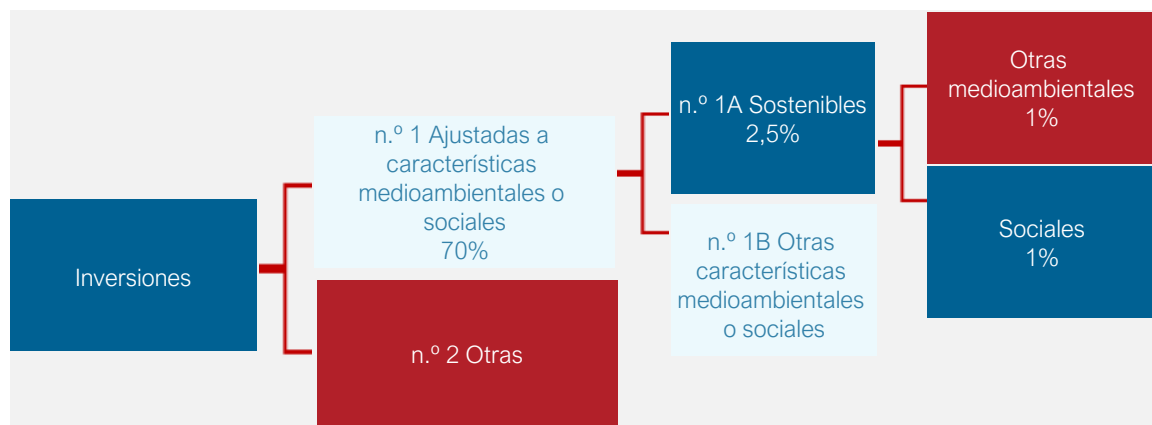 Inversiones
n.º 1 Ajustadas a
características
medioambientales o
sociales
70%
n.º 2 Otras
n.º 1A Sostenibles
2,5%
n.º 1B Otras
características
medioambientales
o sociales
Otras
medioambientales
1%
Sociales
1%